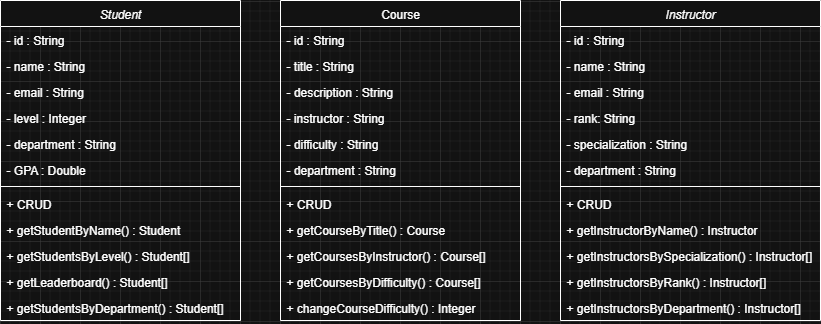 Student
- id : String
- name : String
- email : String
- level : Integer
- department : String
- GPA : Double
+ CRUD
+ getStudentByName() : Student
+ getStudentsByLevel() : Student[]
+ getLeaderboard() : Student[]
+ getStudentsByDepartment() : Student[]
Course
- id : String
- title : String
- description : String
- instructor : String
- difficulty : String
- department : String
+ CRUD
+ getCourseByTitle() : Course
+ getCoursesByInstructor() : Course[]
+ getCoursesByDifficulty() : Course[]
+ changeCourseDifficulty() : Integer
Instructor
- id : String
- name : String
- email : String
- rank: String
- specialization : String
- department : String
+ CRUD
+ getInstructorByName() : Instructor
+ getInstructorsBySpecialization() : Instructor[]
+ getInstructorsByRank() : Instructor[]
+ getInstructorsByDepartment() : Instructor[]